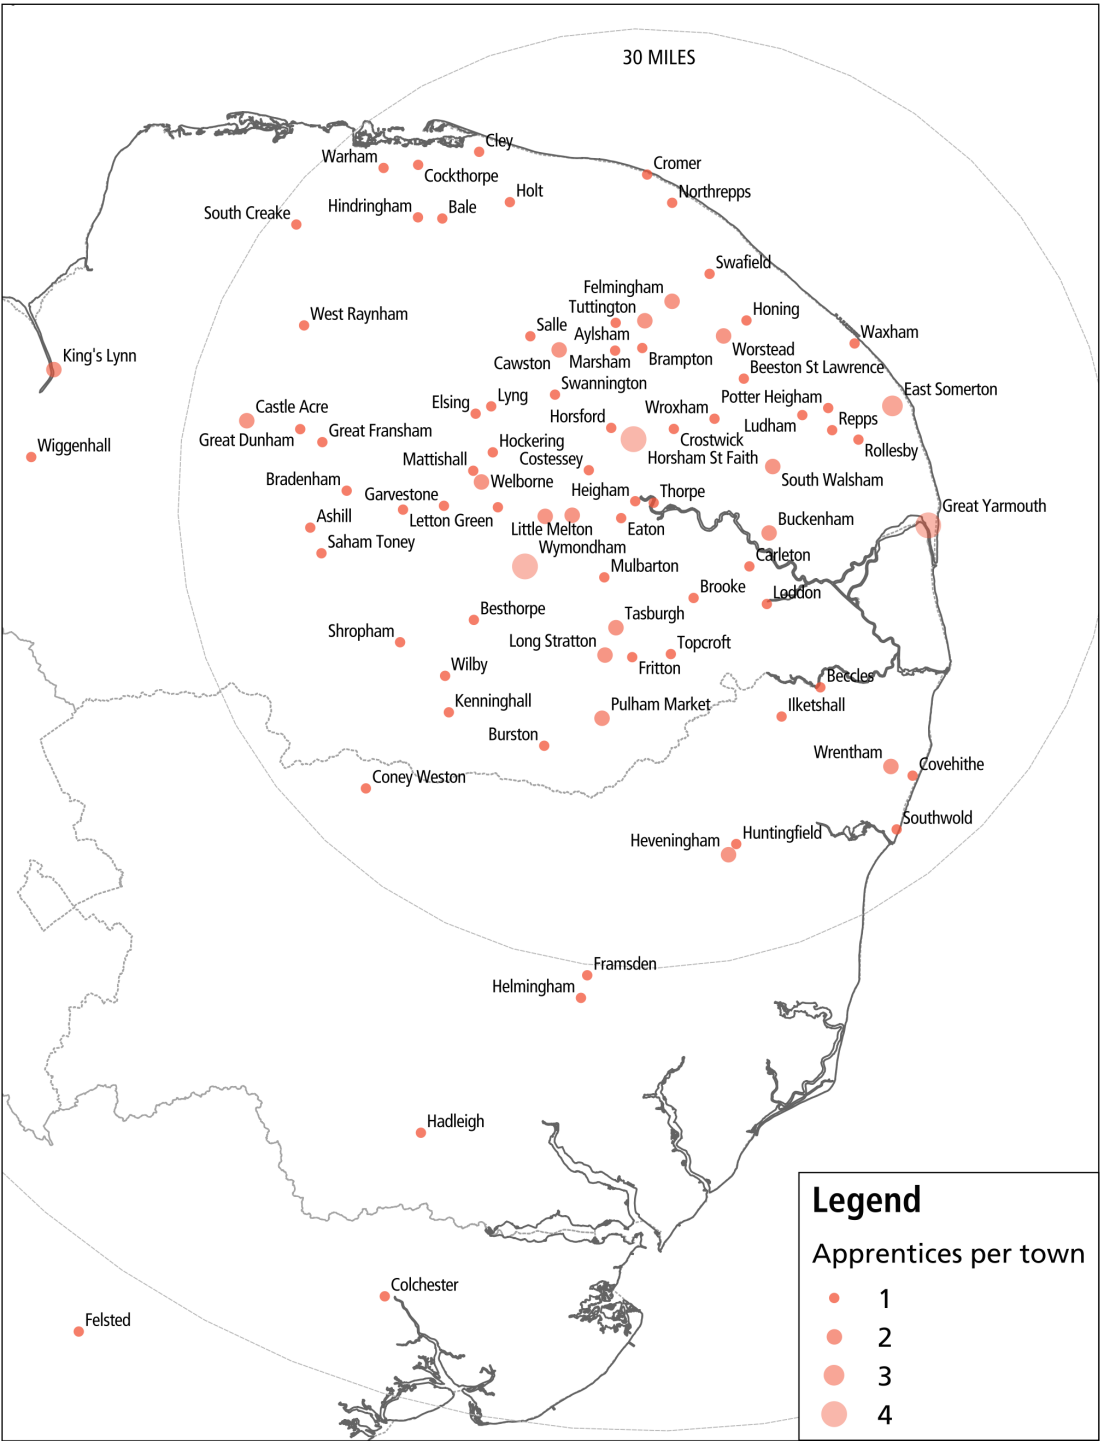 30 MILES
Cley
Warham
Cockthorpe
Cromer
Holt
Northrepps
Hindringham
Bale
South Creake
Swafield
Felmingham
Tuttington
Honing
West Raynham
Salle
Aylsham
Waxham
King's Lynn
Cawston
Marsham
Brampton
Worstead
Beeston St Lawrence
Swannington
East Somerton
Elsing
Lyng
Potter Heigham
Castle Acre
Horsford
Wroxham
Ludham
Repps
Great Dunham
Great Fransham
Hockering
Crostwick
Rollesby
Wiggenhall
Mattishall
Costessey
Horsham St Faith
Bradenham
Welborne
South Walsham
Garvestone
Heigham
Thorpe
Great Yarmouth
Ashill
Letton Green
Little Melton
Eaton
Buckenham
Saham Toney
Wymondham
Carleton
Mulbarton
Brooke
Loddon
Besthorpe
Tasburgh
Shropham
Long Stratton
Topcroft
Wilby
Fritton
Beccles
Kenninghall
Pulham Market
Ilketshall
Burston
Wrentham
Covehithe
Coney Weston
Southwold
Heveningham
Huntingfield
Framsden
Helmingham
Hadleigh
Colchester
Felsted
Legend
Apprentices per town
1
2
3
4